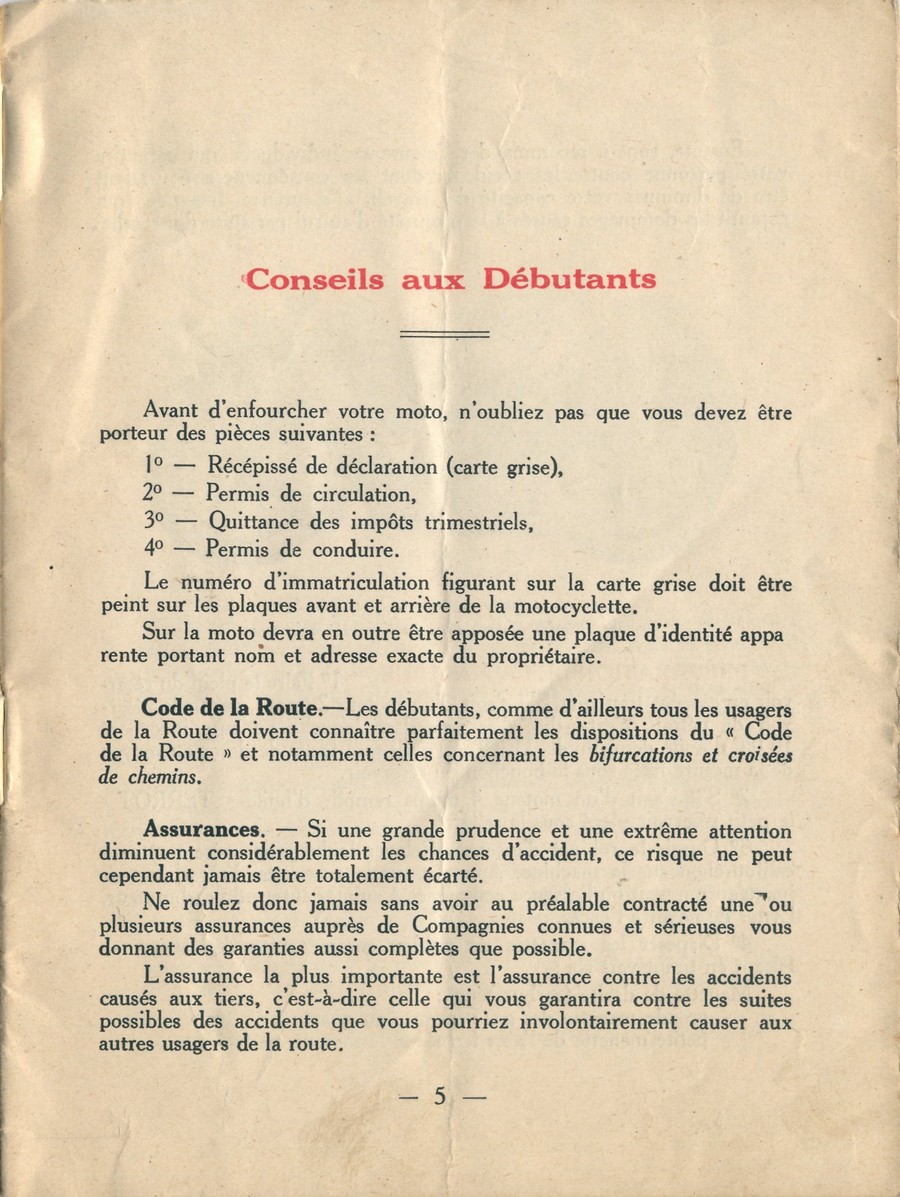 Conseils aux Débutants
Avant d'enfourcher votre moto, n'oubliez pas que vous devez être
porteur des pièces suivantes :
1º — Récépissé de déclaration (carte grise),
2º — Permis de circulation,
3º — Quittance des impôts trimestriels,
4º — Permis de conduire.
Le numéro d'immatriculation figurant sur la carte grise doit être
peint sur les plaques avant et arrière de la motocyclette.
Sur la moto devra en outre être apposée une plaque d'identité appa
rente portant nom et adresse exacte du propriétaire.
Code de la Route.—Les débutants, comme d'ailleurs tous les usagers
de la Route doivent connaître parfaitement les dispositions du « Code
de la Route » et notamment celles concernant les bifurcations et croisées
de chemins.
Assurances. — Si une grande prudence et une extrême attention
diminuent considérablement les chances d'accident, ce risque ne peut
cependant jamais être totalement écarté.
Ne roulez donc jamais sans avoir au préalable contracté une ou
plusieurs assurances auprès de Compagnies connues et sérieuses vous
donnant des garanties aussi complètes que possible.
L'assurance la plus importante est l'assurance contre les accidents
causés aux tiers, c'est-à-dire celle qui vous garantira contre les suites
possibles des accidents que vous pourriez involontairement causer aux
autres usagers de la route.
— 5 —